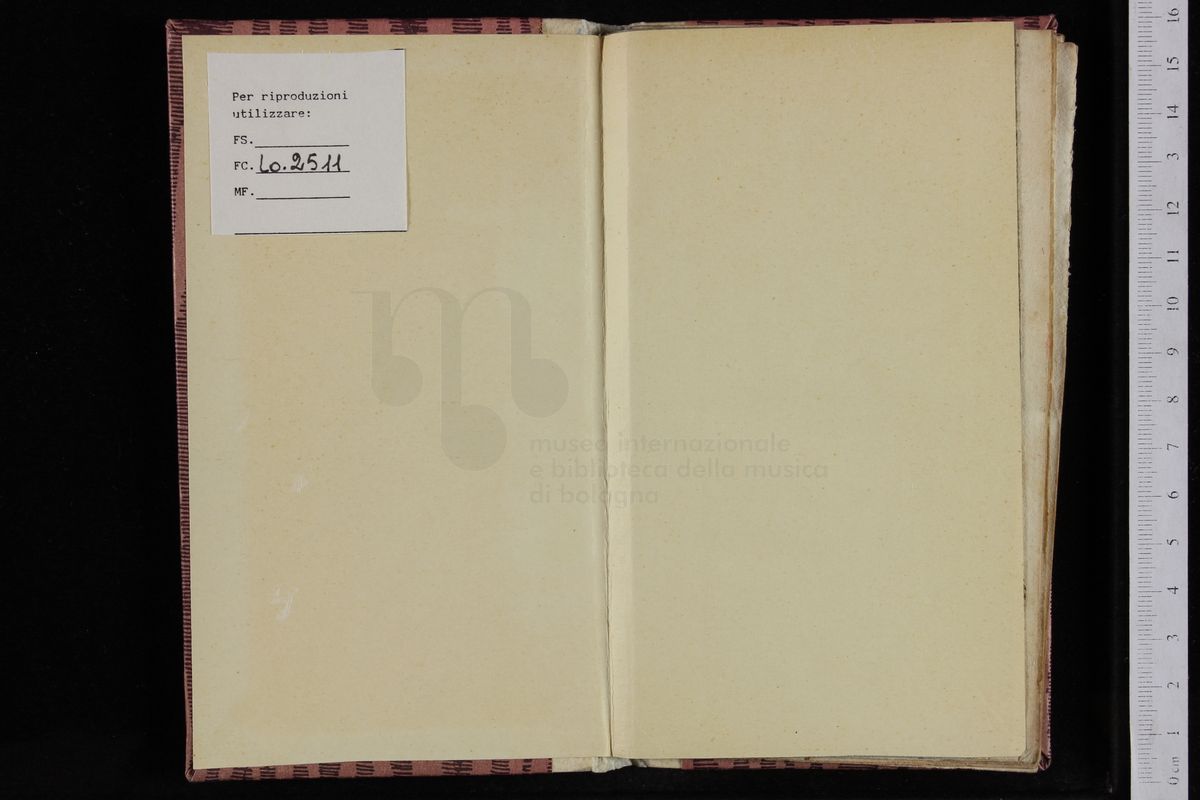 Per riproduzioni
utilizzare:
FS.
FC. Lo.2511
MF.
museo internazionale
e biblioteca della musica
di bologna
16
15
14
13
12
11
10
9
8
7
6
5
4
3
2
1
0 cm